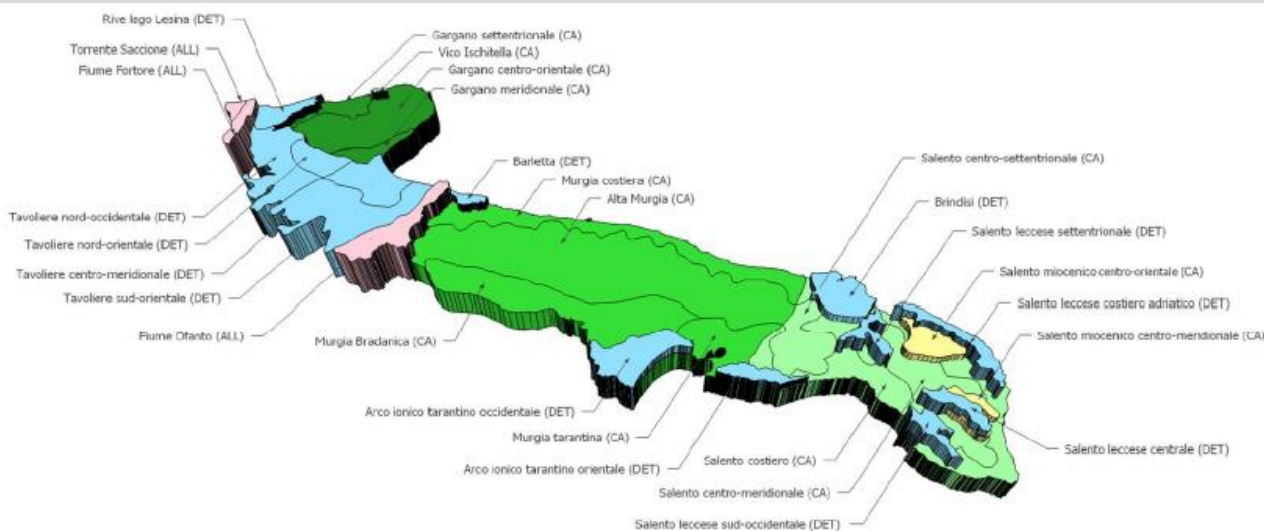 Rive lago Lesina (DET)
Torrente Saccione (ALL)
Fiume Fortore (ALL)
Gargano settentrionale (CA)
Vico Ischitella (CA)
Gargano centro-orientale (CA)
Gargano meridionale (CA)
Barletta (DET)
Murgia costiera (CA)
Alta Murgia (CA)
Salento centro-settentrionale (CA)
Brindisi (DET)
Salento leccese settentrionale (DET)
Salento miocenico centro-orientale (CA)
Salento leccese costiero adriatico (DET)
Salento miocenico centro-meridionale (CA)
Tavoliere nord-occidentale (DET)
Tavoliere nord-orientale (DET)
Tavoliere centro-meridionale (DET)
Tavoliere sud-orientale (DET)
Fiume Ofanto (ALL)
Murgia Bradanica (CA)
Arco ionico tarantino occidentale (DET)
Murgia tarantina (CA)
Arco ionico tarantino orientale (DET)
Salento costiero (CA)
Salento centro-meridionale (CA)
Salento leccese sud-occidentale (DET)
Salento leccese centrale (DET)